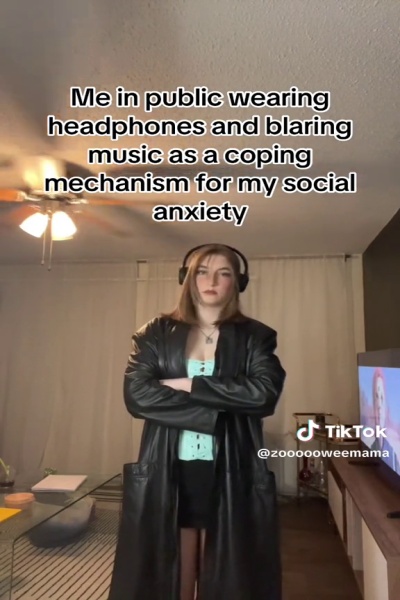 Me in public wearing
headphones and blaring
music as a coping
mechanism for my social
anxiety
TikTok
@zoooooweemama